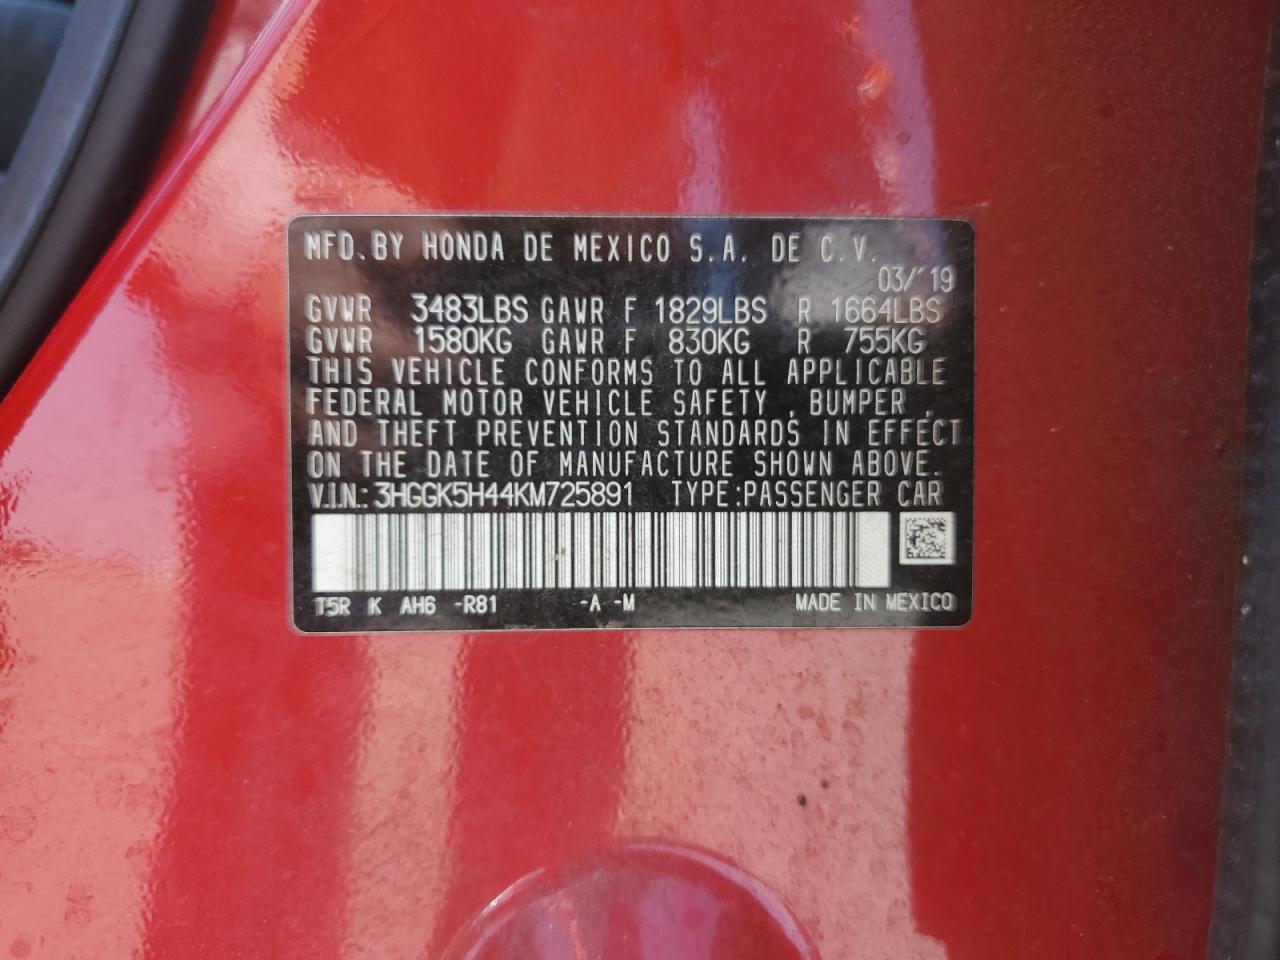 MFD. BY HONDA DE MEXICO S.A. DE C.V.
03/'19
GVWR 3483LBS GAWR F 1829LBS R 1664LBS
GVWR 1580KG GAWR F 830KG R 755KG
THIS VEHICLE CONFORMS TO ALL APPLICABLE
FEDERAL MOTOR VEHICLE SAFETY , BUMPER ,
AND THEFT PREVENTION STANDARDS IN EFFECT
ON THE DATE OF MANUFACTURE SHOWN ABOVE.
V.I.N.: 3HGGK5H44KM725891 TYPE:PASSENGER CAR
T5R K AH6 -R81 -A -M MADE IN MEXICO